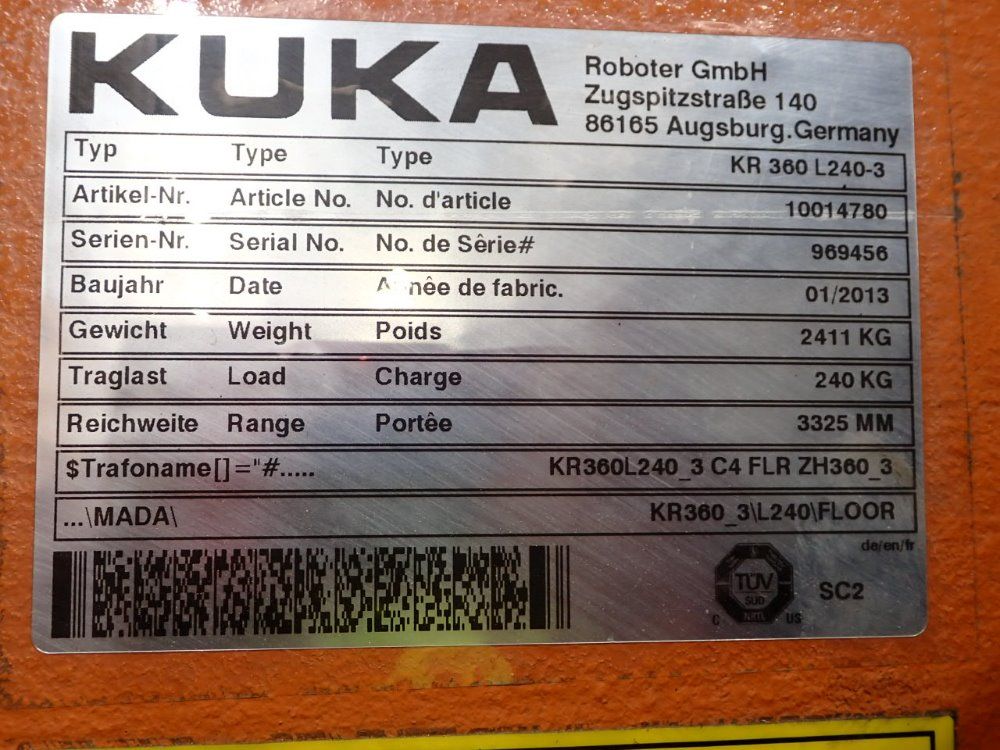 KUKA
Roboter GmbH
Zugspitzstraße 140
86165 Augsburg.Germany
Typ Type Type KR 360 L240-3
Artikel-Nr. Article No. No. d'article 10014780
Serien-Nr. Serial No. No. de Sêrie# 969456
Baujahr Date de fabric. 01/2013
Gewicht Weight Poids 2411 KG
Traglast Load Charge 240 KG
Reichweite Range Portêe 3325 MM
$Trafoname[]="#..... KR360L240_3 C4 FLR ZH360_3
...\MADA\ KR360_3\L240\FLOOR
de/en/fr
TÜV
SÜD
C US
SC2